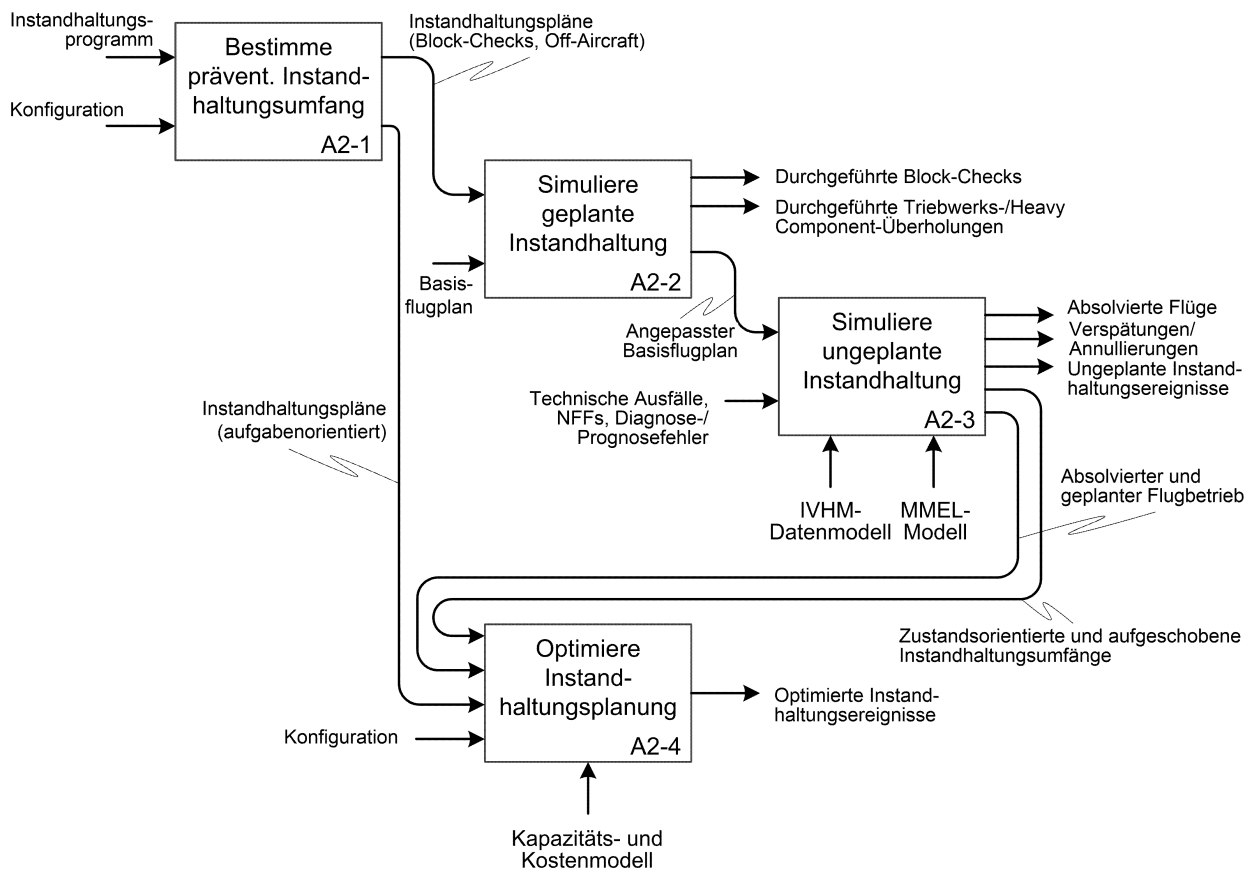 Instandhaltungs-
programm
Konfiguration
Bestimme
prävent. Instand-
haltungsumfang
A2-1
Instandhaltungspläne
(Block-Checks, Off-Aircraft)
Simuliere
geplante
Instandhaltung
A2-2
Basis-
flugplan
Durchgeführte Block-Checks
Durchgeführte Triebwerks-/Heavy
Component-Überholungen
Angepasster
Basisflugplan
Simuliere
ungeplante
Instandhaltung
A2-3
Absolvierte Flüge
Verspätungen/
Annullierungen
Ungeplante Instand-
haltungsereignisse
Technische Ausfälle,
NFFs, Diagnose-/
Prognosefehler
Instandhaltungspläne
(aufgabenorientiert)
IVHM-
Datenmodell
MMEL-
Modell
Absolvierter und
geplanter Flugbetrieb
Zustandsorientierte und aufgeschobene
Instandhaltungsumfänge
Optimiere
Instand-
haltungsplanung
A2-4
Optimierte Instand-
haltungsereignisse
Konfiguration
Kapazitäts- und
Kostenmodell